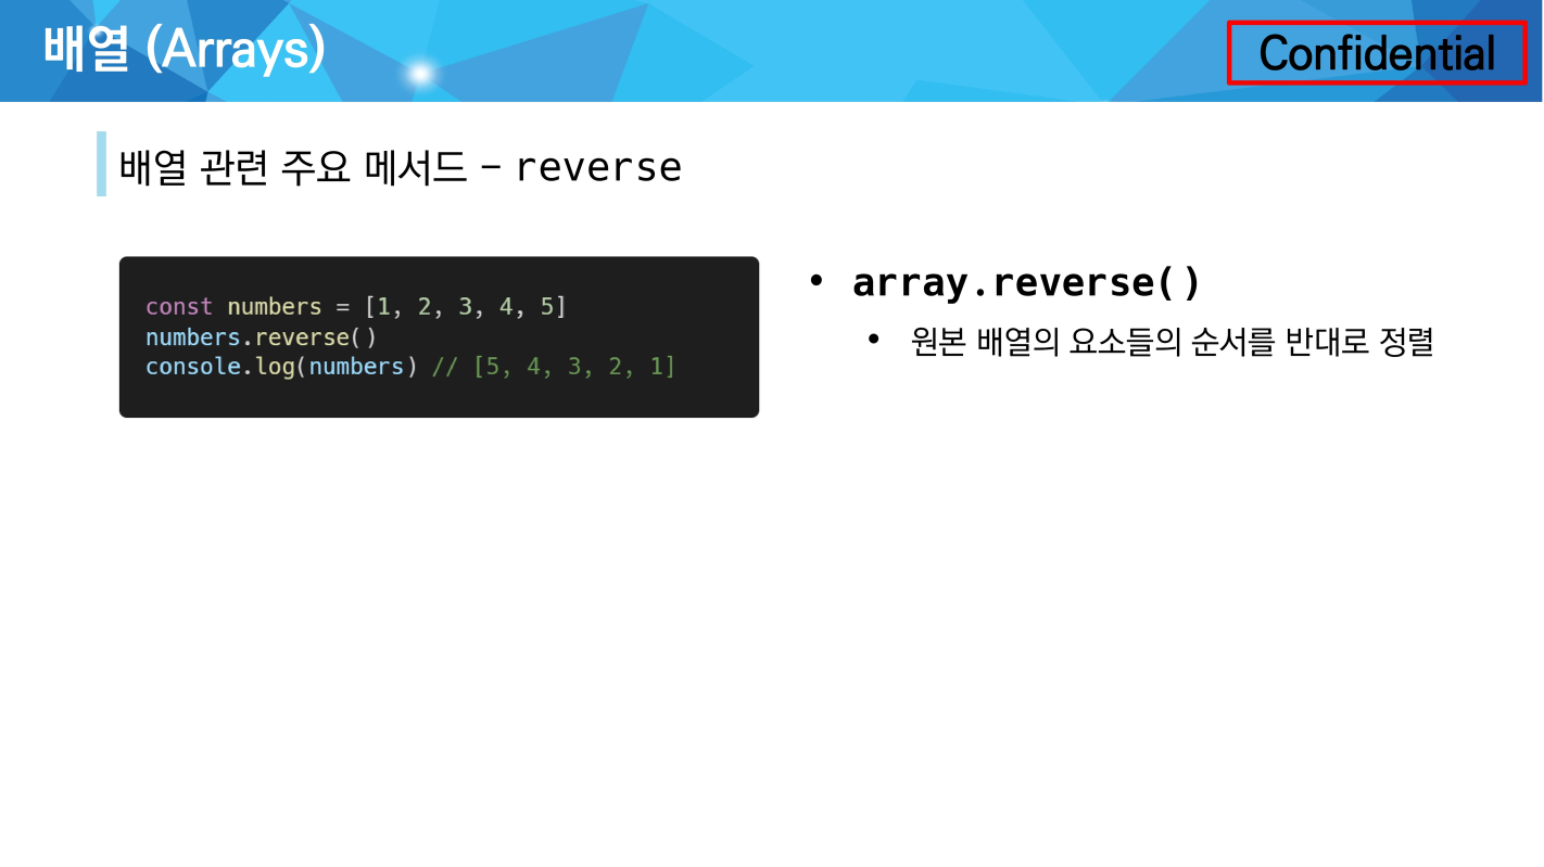 배열 (Arrays)
Confidential
배열 관련 주요 메서드 – reverse
const numbers = [1, 2, 3, 4, 5]
numbers.reverse()
console.log(numbers) // [5, 4, 3, 2, 1]
• array.reverse()
• 원본 배열의 요소들의 순서를 반대로 정렬